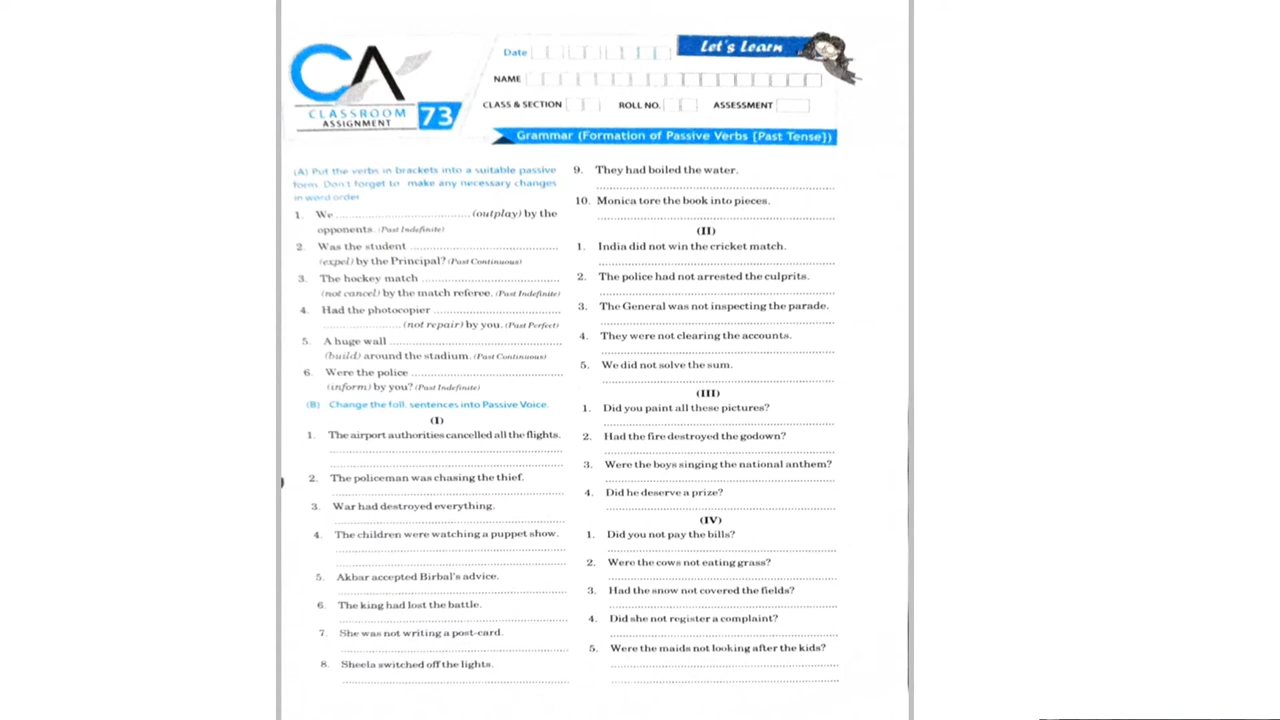 CA
CLASSROOM
ASSIGNMENT
73
Date
Let's Learn
NAME
CLASS & SECTION ROLL NO. ASSESSMENT
Grammar (Formation of Passive Verbs [Past Tense])
(A) Put the verbs in brackets into a suitable passive
form. Don't forget to make any necessary changes
in word order
1. We ........................................ (outplay) by the
opponents. (Past Indefinite)
2. Was the student ............................................
(expel) by the Principal? (Past Continuous)
3. The hockey match .........................................
(not cancel) by the match referee. (Past Indefinite)
4. Had the photocopier ......................................
....................... (not repair) by you. (Past Perfect)
5. A huge wall ...................................................
(build) around the stadium. (Past Continuous)
6. Were the police .............................................
(inform) by you? (Past Indefinite)
(B) Change the foll. sentences into Passive Voice.
(I)
1. The airport authorities cancelled all the flights.
2. The policeman was chasing the thief.
3. War had destroyed everything.
4. The children were watching a puppet show.
5. Akbar accepted Birbal's advice.
6. The king had lost the battle.
7. She was not writing a post-card.
8. Sheela switched off the lights.
9. They had boiled the water.
10. Monica tore the book into pieces.
(II)
1. India did not win the cricket match.
2. The police had not arrested the culprits.
3. The General was not inspecting the parade.
4. They were not clearing the accounts.
5. We did not solve the sum.
(III)
1. Did you paint all these pictures?
2. Had the fire destroyed the godown?
3. Were the boys singing the national anthem?
4. Did he deserve a prize?
(IV)
1. Did you not pay the bills?
2. Were the cows not eating grass?
3. Had the snow not covered the fields?
4. Did she not register a complaint?
5. Were the maids not looking after the kids?